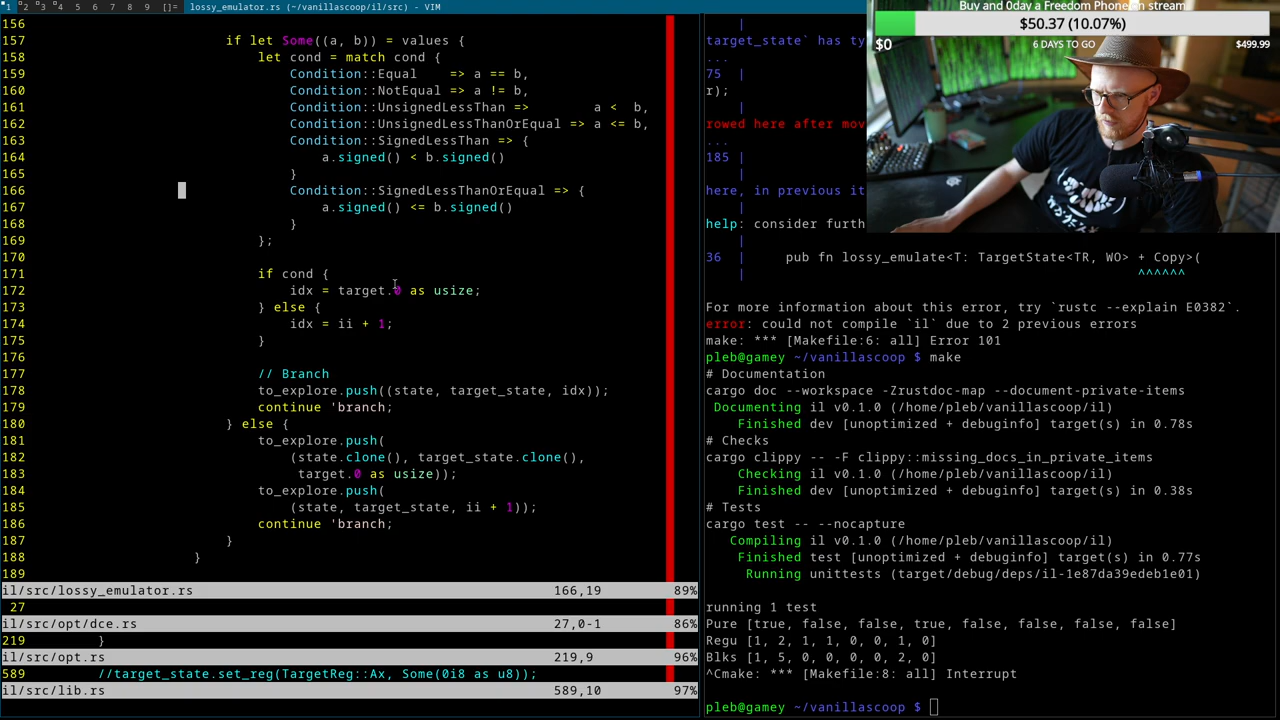 1 2 3 4 5 6 7 8 9 []= lossy_emulator.rs (~/vanillascoop/il/src) - VIM
156
157 if let Some((a, b)) = values {
158 let cond = match cond {
159 Condition::Equal => a == b,
160 Condition::NotEqual => a != b,
161 Condition::UnsignedLessThan => a < b,
162 Condition::UnsignedLessThanOrEqual => a <= b,
163 Condition::SignedLessThan => {
164 a.signed() < b.signed()
165 }
166 Condition::SignedLessThanOrEqual => {
167 a.signed() <= b.signed()
168 }
169 };
170
171 if cond {
172 idx = target.0 as usize;
173 } else {
174 idx = ii + 1;
175 }
176
177 // Branch
178 to_explore.push((state, target_state, idx));
179 continue 'branch;
180 } else {
181 to_explore.push(
182 (state.clone(), target_state.clone(),
183 target.0 as usize));
184 to_explore.push(
185 (state, target_state, ii + 1));
186 continue 'branch;
187 }
188 }
189
il/src/lossy_emulator.rs 166,19 89%
27
il/src/opt/dce.rs 27,0-1 86%
219 }
il/src/opt.rs 219,9 96%
589 //target_state.set_reg(TargetReg::Ax, Some(0i8 as u8));
il/src/lib.rs 589,10 97%
|
target_state` has ty
...
75 |
r);
|
rowed here after mov
...
185 |
here, in previous it
|
help: consider furth
|
36 | pub fn lossy_emulate<T: TargetState<TR, WO> + Copy>(
| ^^^^^^
For more information about this error, try `rustc --explain E0382`.
error: could not compile `il` due to 2 previous errors
make: *** [Makefile:6: all] Error 101
pleb@gamey ~/vanillascoop $ make
# Documentation
cargo doc --workspace -Zrustdoc-map --document-private-items
Documenting il v0.1.0 (/home/pleb/vanillascoop/il)
Finished dev [unoptimized + debuginfo] target(s) in 0.78s
# Checks
cargo clippy -- -F clippy::missing_docs_in_private_items
Checking il v0.1.0 (/home/pleb/vanillascoop/il)
Finished dev [unoptimized + debuginfo] target(s) in 0.38s
# Tests
cargo test -- --nocapture
Compiling il v0.1.0 (/home/pleb/vanillascoop/il)
Finished test [unoptimized + debuginfo] target(s) in 0.77s
Running unittests (target/debug/deps/il-1e87da39edeb1e01)
running 1 test
Pure [true, false, false, true, false, false, false, false]
Regu [1, 2, 1, 1, 0, 0, 1, 0]
Blks [1, 5, 0, 0, 0, 0, 2, 0]
^Cmake: *** [Makefile:8: all] Interrupt
pleb@gamey ~/vanillascoop $
Buy and 0day a Freedom Phone on stream
$50.37 (10.07%)
$0 6 DAYS TO GO $499.99